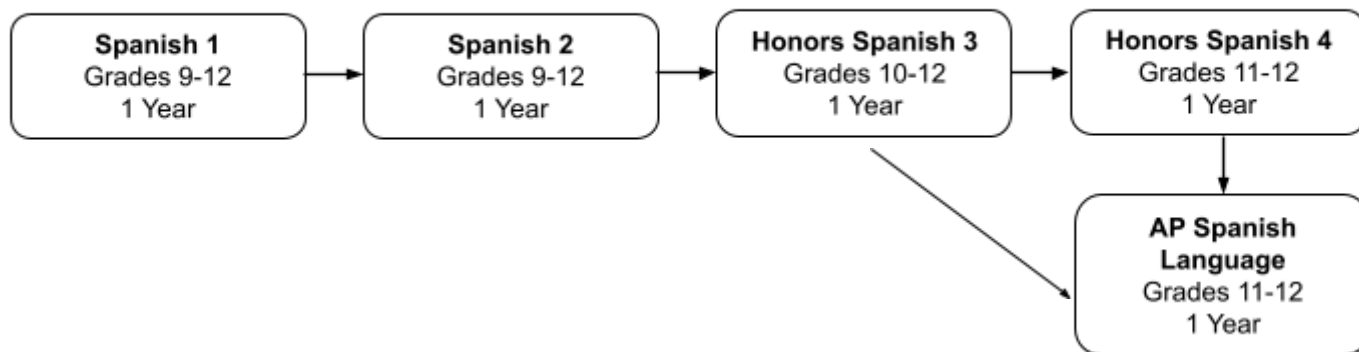 Spanish 1
Grades 9-12
1 Year
Spanish 2
Grades 9-12
1 Year
Honors Spanish 3
Grades 10-12
1 Year
Honors Spanish 4
Grades 11-12
1 Year
AP Spanish
Language
Grades 11-12
1 Year